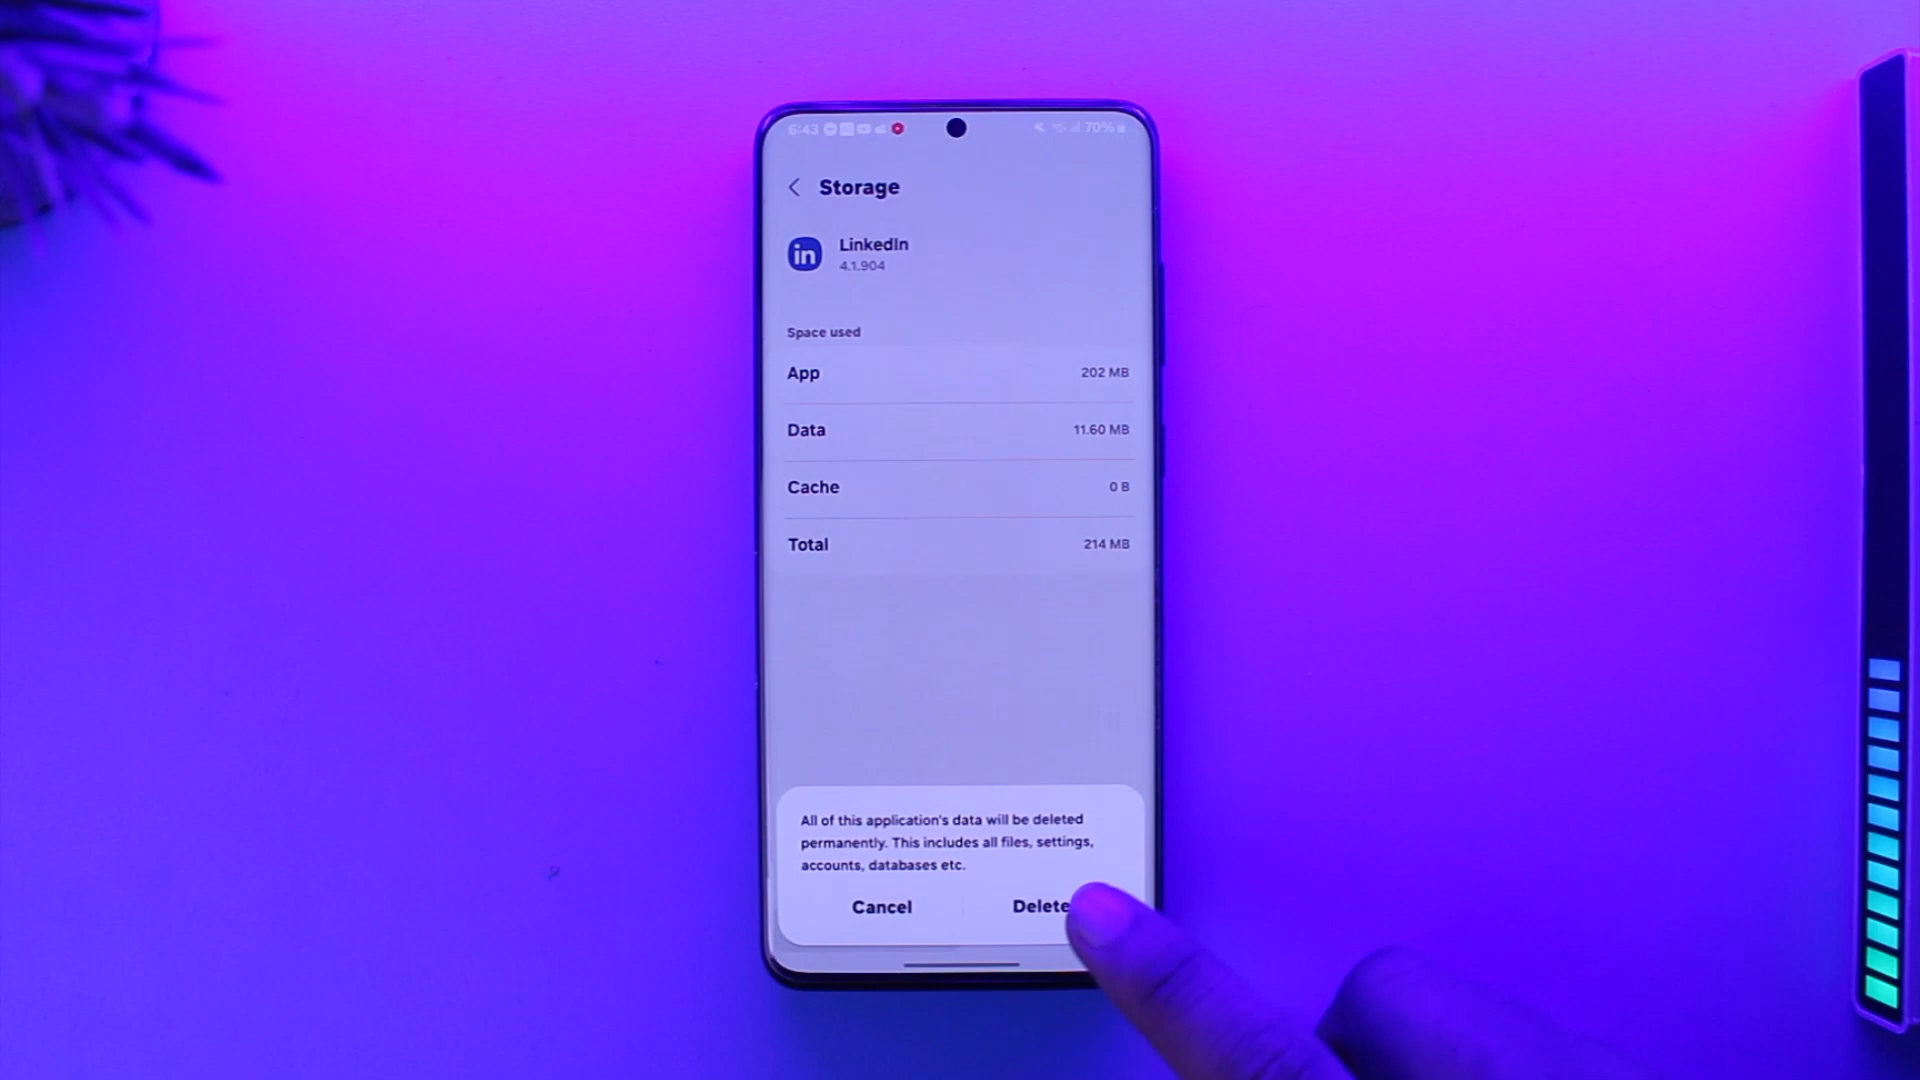 6:43 70%
Storage
in
LinkedIn
4.1.904
Space used
App 202 MB
Data 11.60 MB
Cache 0 B
Total 214 MB
All of this application's data will be deleted
permanently. This includes all files, settings,
accounts, databases etc.
Cancel Delete